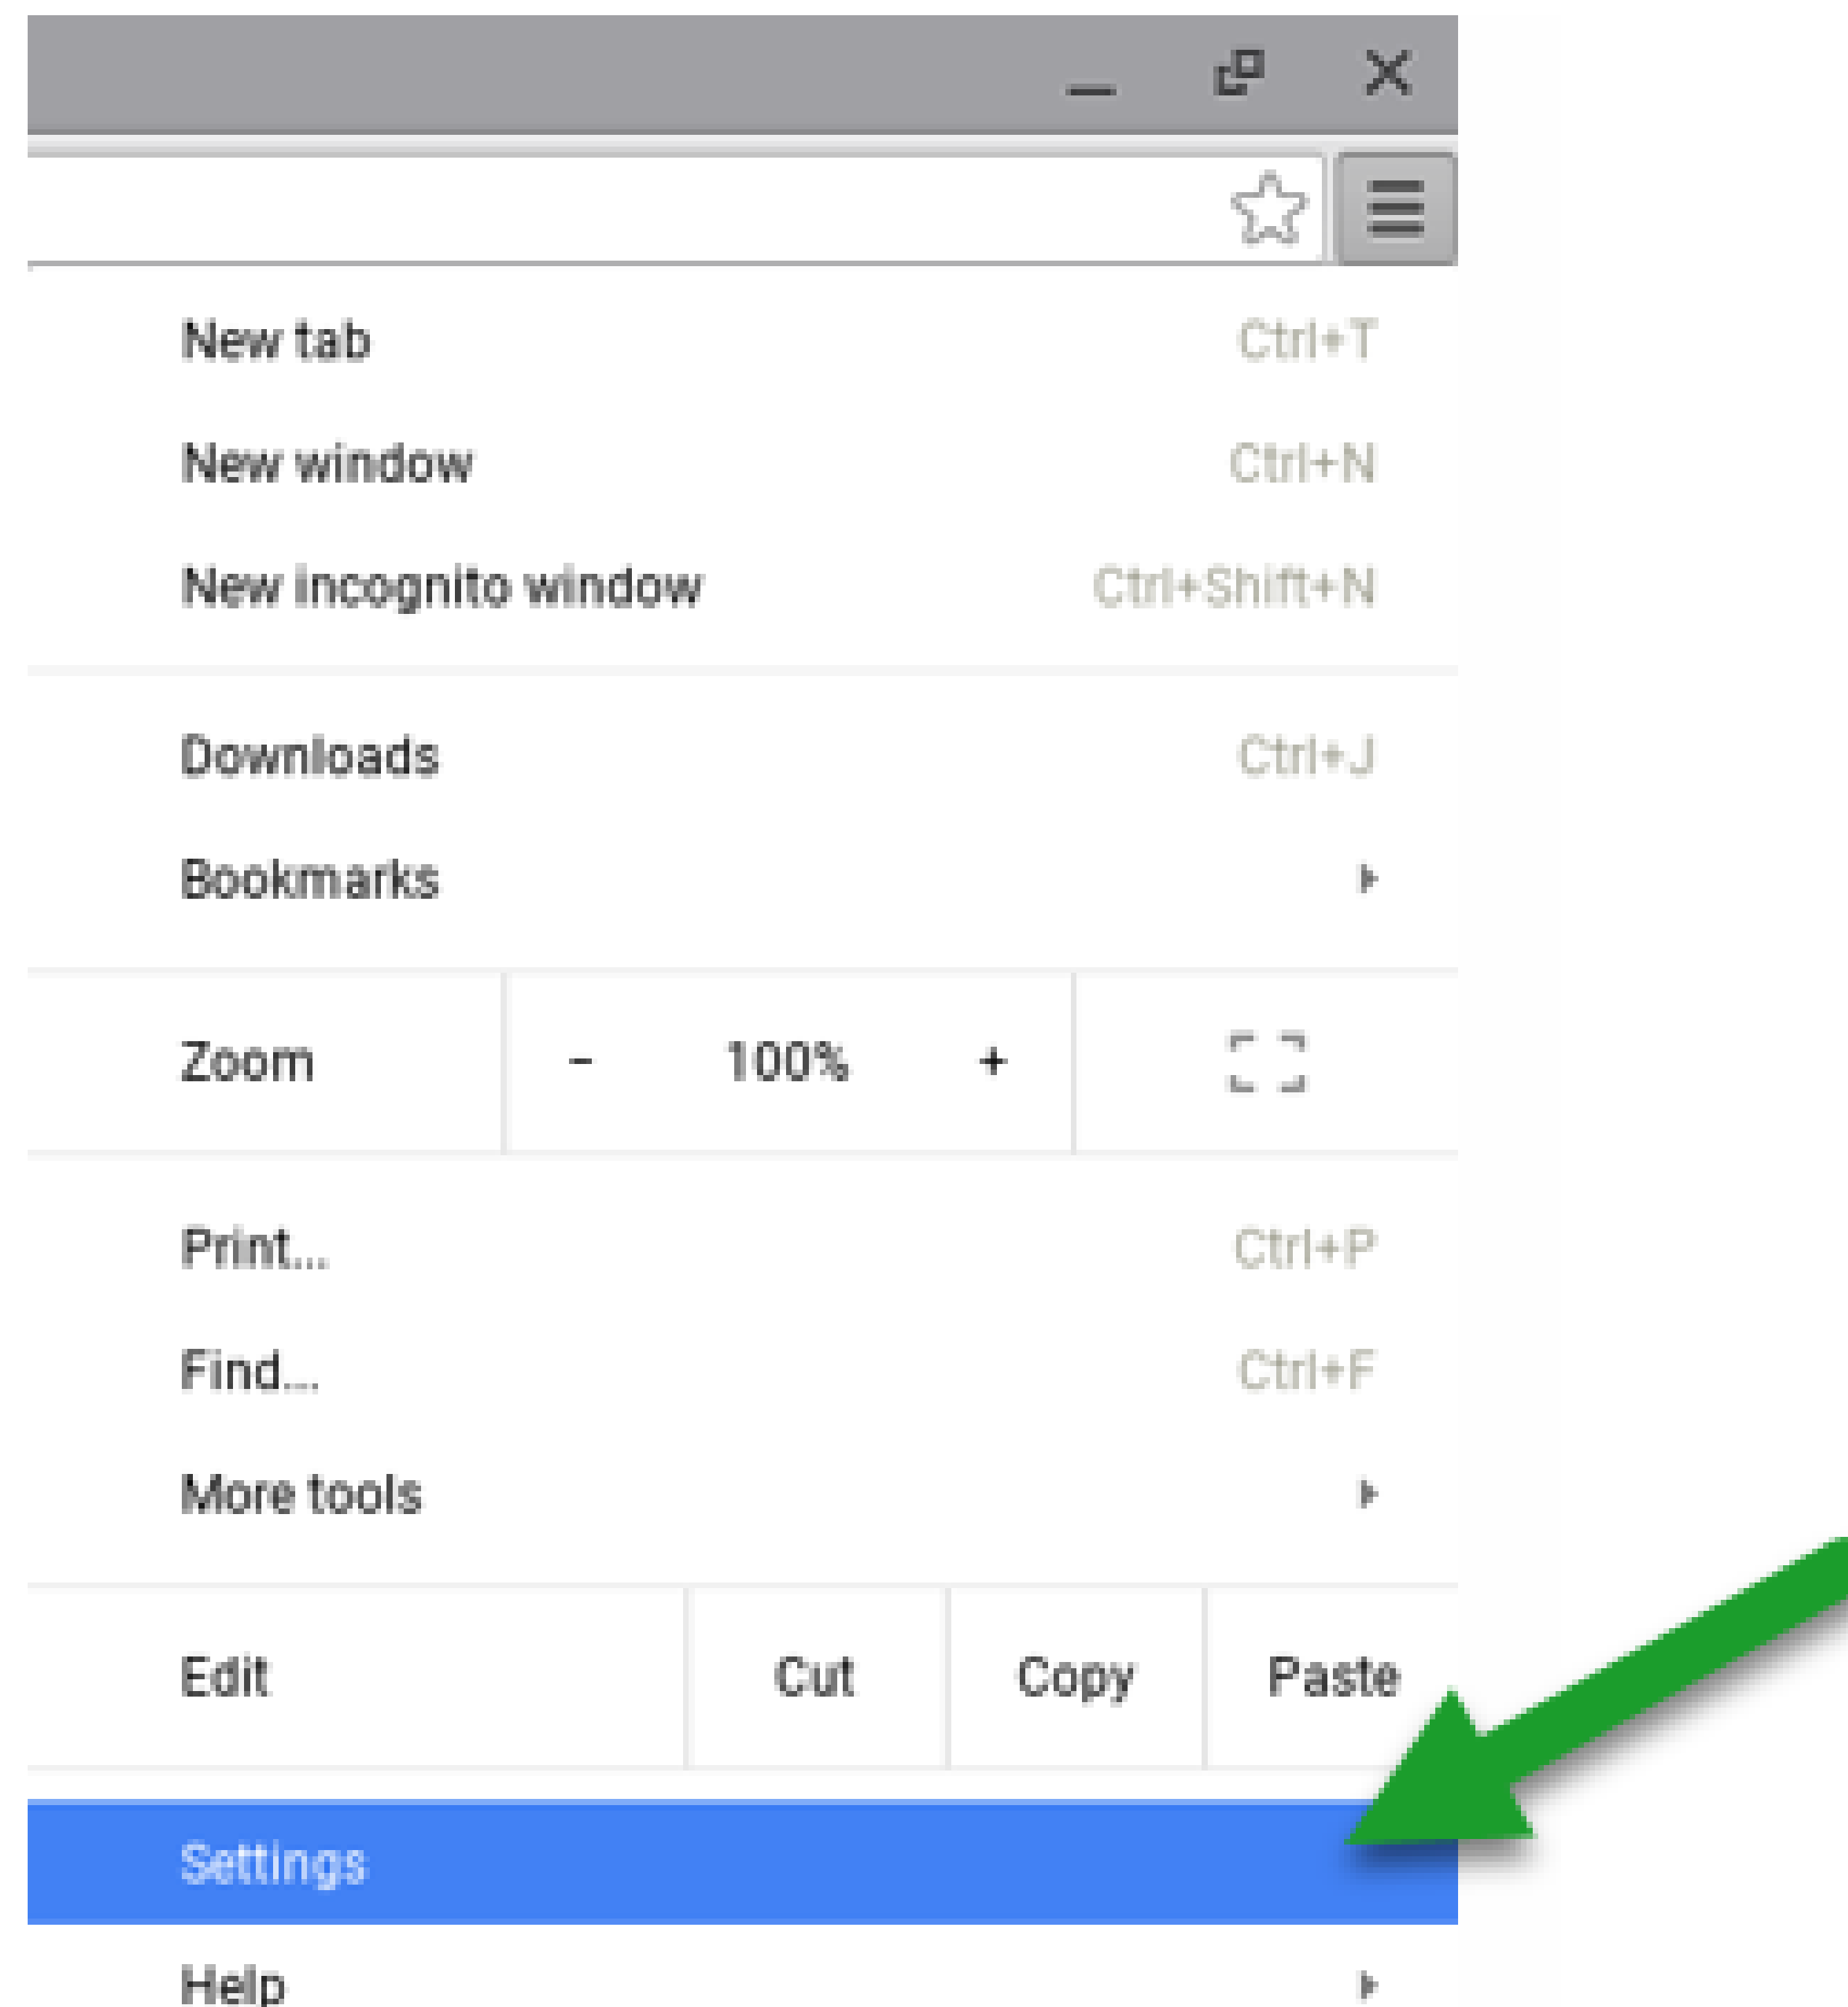 New tab Ctrl+T
New window Ctrl+N
New incognito window Ctrl+Shift+N
Downloads Ctrl+J
Bookmarks
Zoom - 100% +
Print... Ctrl+P
Find... Ctrl+F
More tools
Edit Cut Copy Paste
Settings
Help